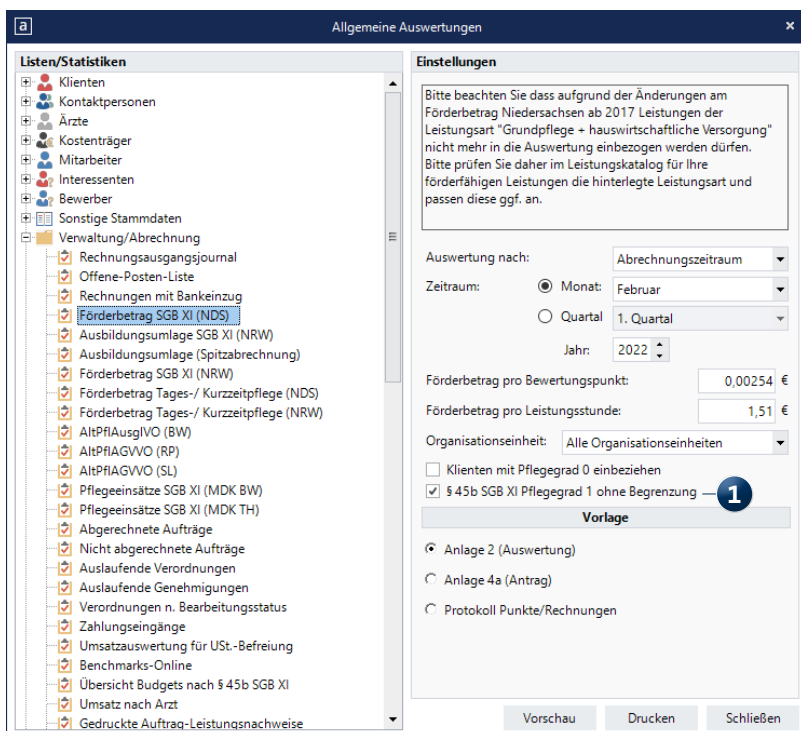 a
Allgemeine Auswertungen
×
Listen/Statistiken
Klienten
Kontaktpersonen
Ärzte
Kostenträger
Mitarbeiter
Interessenten
Bewerber
Sonstige Stammdaten
Verwaltung/Abrechnung
Rechnungsausgangsjournal
Offene-Posten-Liste
Rechnungen mit Bankeinzug
Förderbetrag SGB XI (NDS)
Ausbildungsumlage SGB XI (NRW)
Ausbildungsumlage (Spitzabrechnung)
Förderbetrag SGB XI (NRW)
Förderbetrag Tages-/ Kurzzeitpflege (NDS)
Förderbetrag Tages-/ Kurzzeitpflege (NRW)
AltPflAusglVO (BW)
AltPflAGVVO (RP)
AltPflAGVVO (SL)
Pflegeeinsätze SGB XI (MDK BW)
Pflegeeinsätze SGB XI (MDK TH)
Abgerechnete Aufträge
Nicht abgerechnete Aufträge
Auslaufende Verordnungen
Auslaufende Genehmigungen
Verordnungen n. Bearbeitungsstatus
Zahlungseingänge
Umsatzauswertung für USt.-Befreiung
Benchmarks-Online
Übersicht Budgets nach § 45b SGB XI
Umsatz nach Arzt
Gedruckte Auftrag-Leistungsnachweise
Einstellungen
Bitte beachten Sie dass aufgrund der Änderungen am
Förderbetrag Niedersachsen ab 2017 Leistungen der
Leistungsart "Grundpflege + hauswirtschaftliche Versorgung"
nicht mehr in die Auswertung einbezogen werden dürfen.
Bitte prüfen Sie daher im Leistungskatalog für Ihre
förderfähigen Leistungen die hinterlegte Leistungsart und
passen diese ggf. an.
Auswertung nach: Abrechnungszeitraum
Zeitraum: Monat: Februar
Quartal 1. Quartal
Jahr: 2022
Förderbetrag pro Bewertungspunkt: 0,00254 €
Förderbetrag pro Leistungsstunde: 1,51 €
Organisationseinheit: Alle Organisationseinheiten
Klienten mit Pflegegrad 0 einbeziehen
§ 45b SGB XI Pflegegrad 1 ohne Begrenzung 1
Vorlage
Anlage 2 (Auswertung)
Anlage 4a (Antrag)
Protokoll Punkte/Rechnungen
Vorschau Drucken Schließen